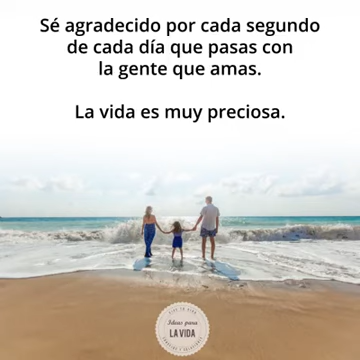 Sé agradecido por cada segundo
de cada día que pasas con
la gente que amas.
La vida es muy preciosa.
Ideas para
LA VIDA